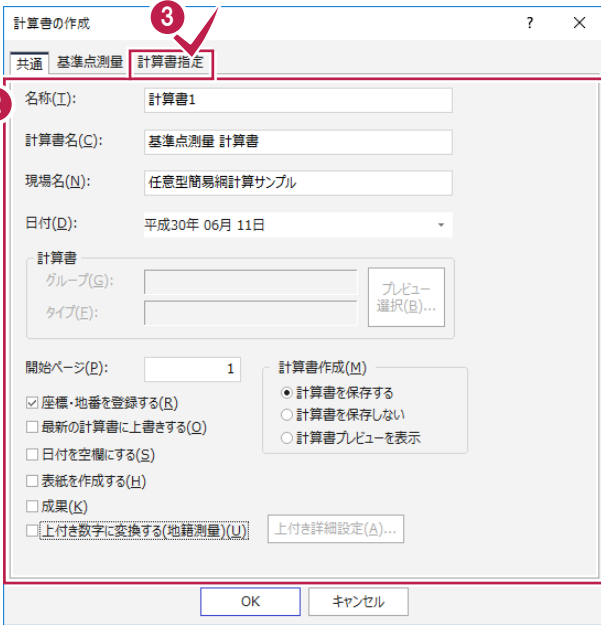 計算書の作成
? ×
3
共通 基準点測量 計算書指定
名称(T): 計算書1
計算書名(C): 基準点測量 計算書
現場名(N): 任意型簡易網計算サンプル
日付(D): 平成30年 06月 11日
計算書
グループ(G):
タイプ(F):
プレビュー
選択(B)...
開始ページ(P): 1
座標・地番を登録する(R)
最新の計算書に上書きする(O)
日付を空欄にする(S)
表紙を作成する(H)
成果(K)
上付き数字に変換する(地籍測量)(U)
計算書作成(M)
計算書を保存する
計算書を保存しない
計算書プレビューを表示
上付き詳細設定(A)...
OK キャンセル